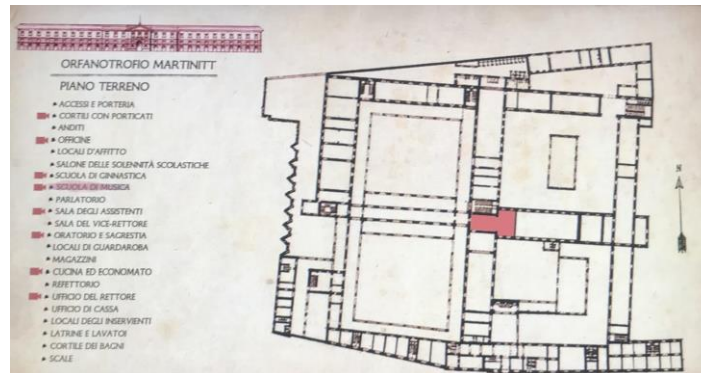 ORFANOTROFIO MARTINITT
PIANO TERRENO
• ACCESSI E PORTERIA
• CORTILI CON PORTICATI
• ANDITI
• OFFICINE
• LOCALI D'AFFITTO
• SALONE DELLE SOLENNITÀ SCOLASTICHE
• SCUOLA DI GINNASTICA
• SCUOLA DI MUSICA
• PARLATORIO
• SALA DEGLI ASSISTENTI
• SALA DEL VICE-RETTORE
• ORATORIO E SAGRESTIA
• LOCALI DI GUARDAROBA
• MAGAZZINI
• CUCINA ED ECONOMATO
• REFETTORIO
• UFFICIO DEL RETTORE
• UFFICIO DI CASSA
• LOCALI DEGLI INSERVIENTI
• LATRINE E LAVATOI
• CORTILE DEI BAGNI
• SCALE
N